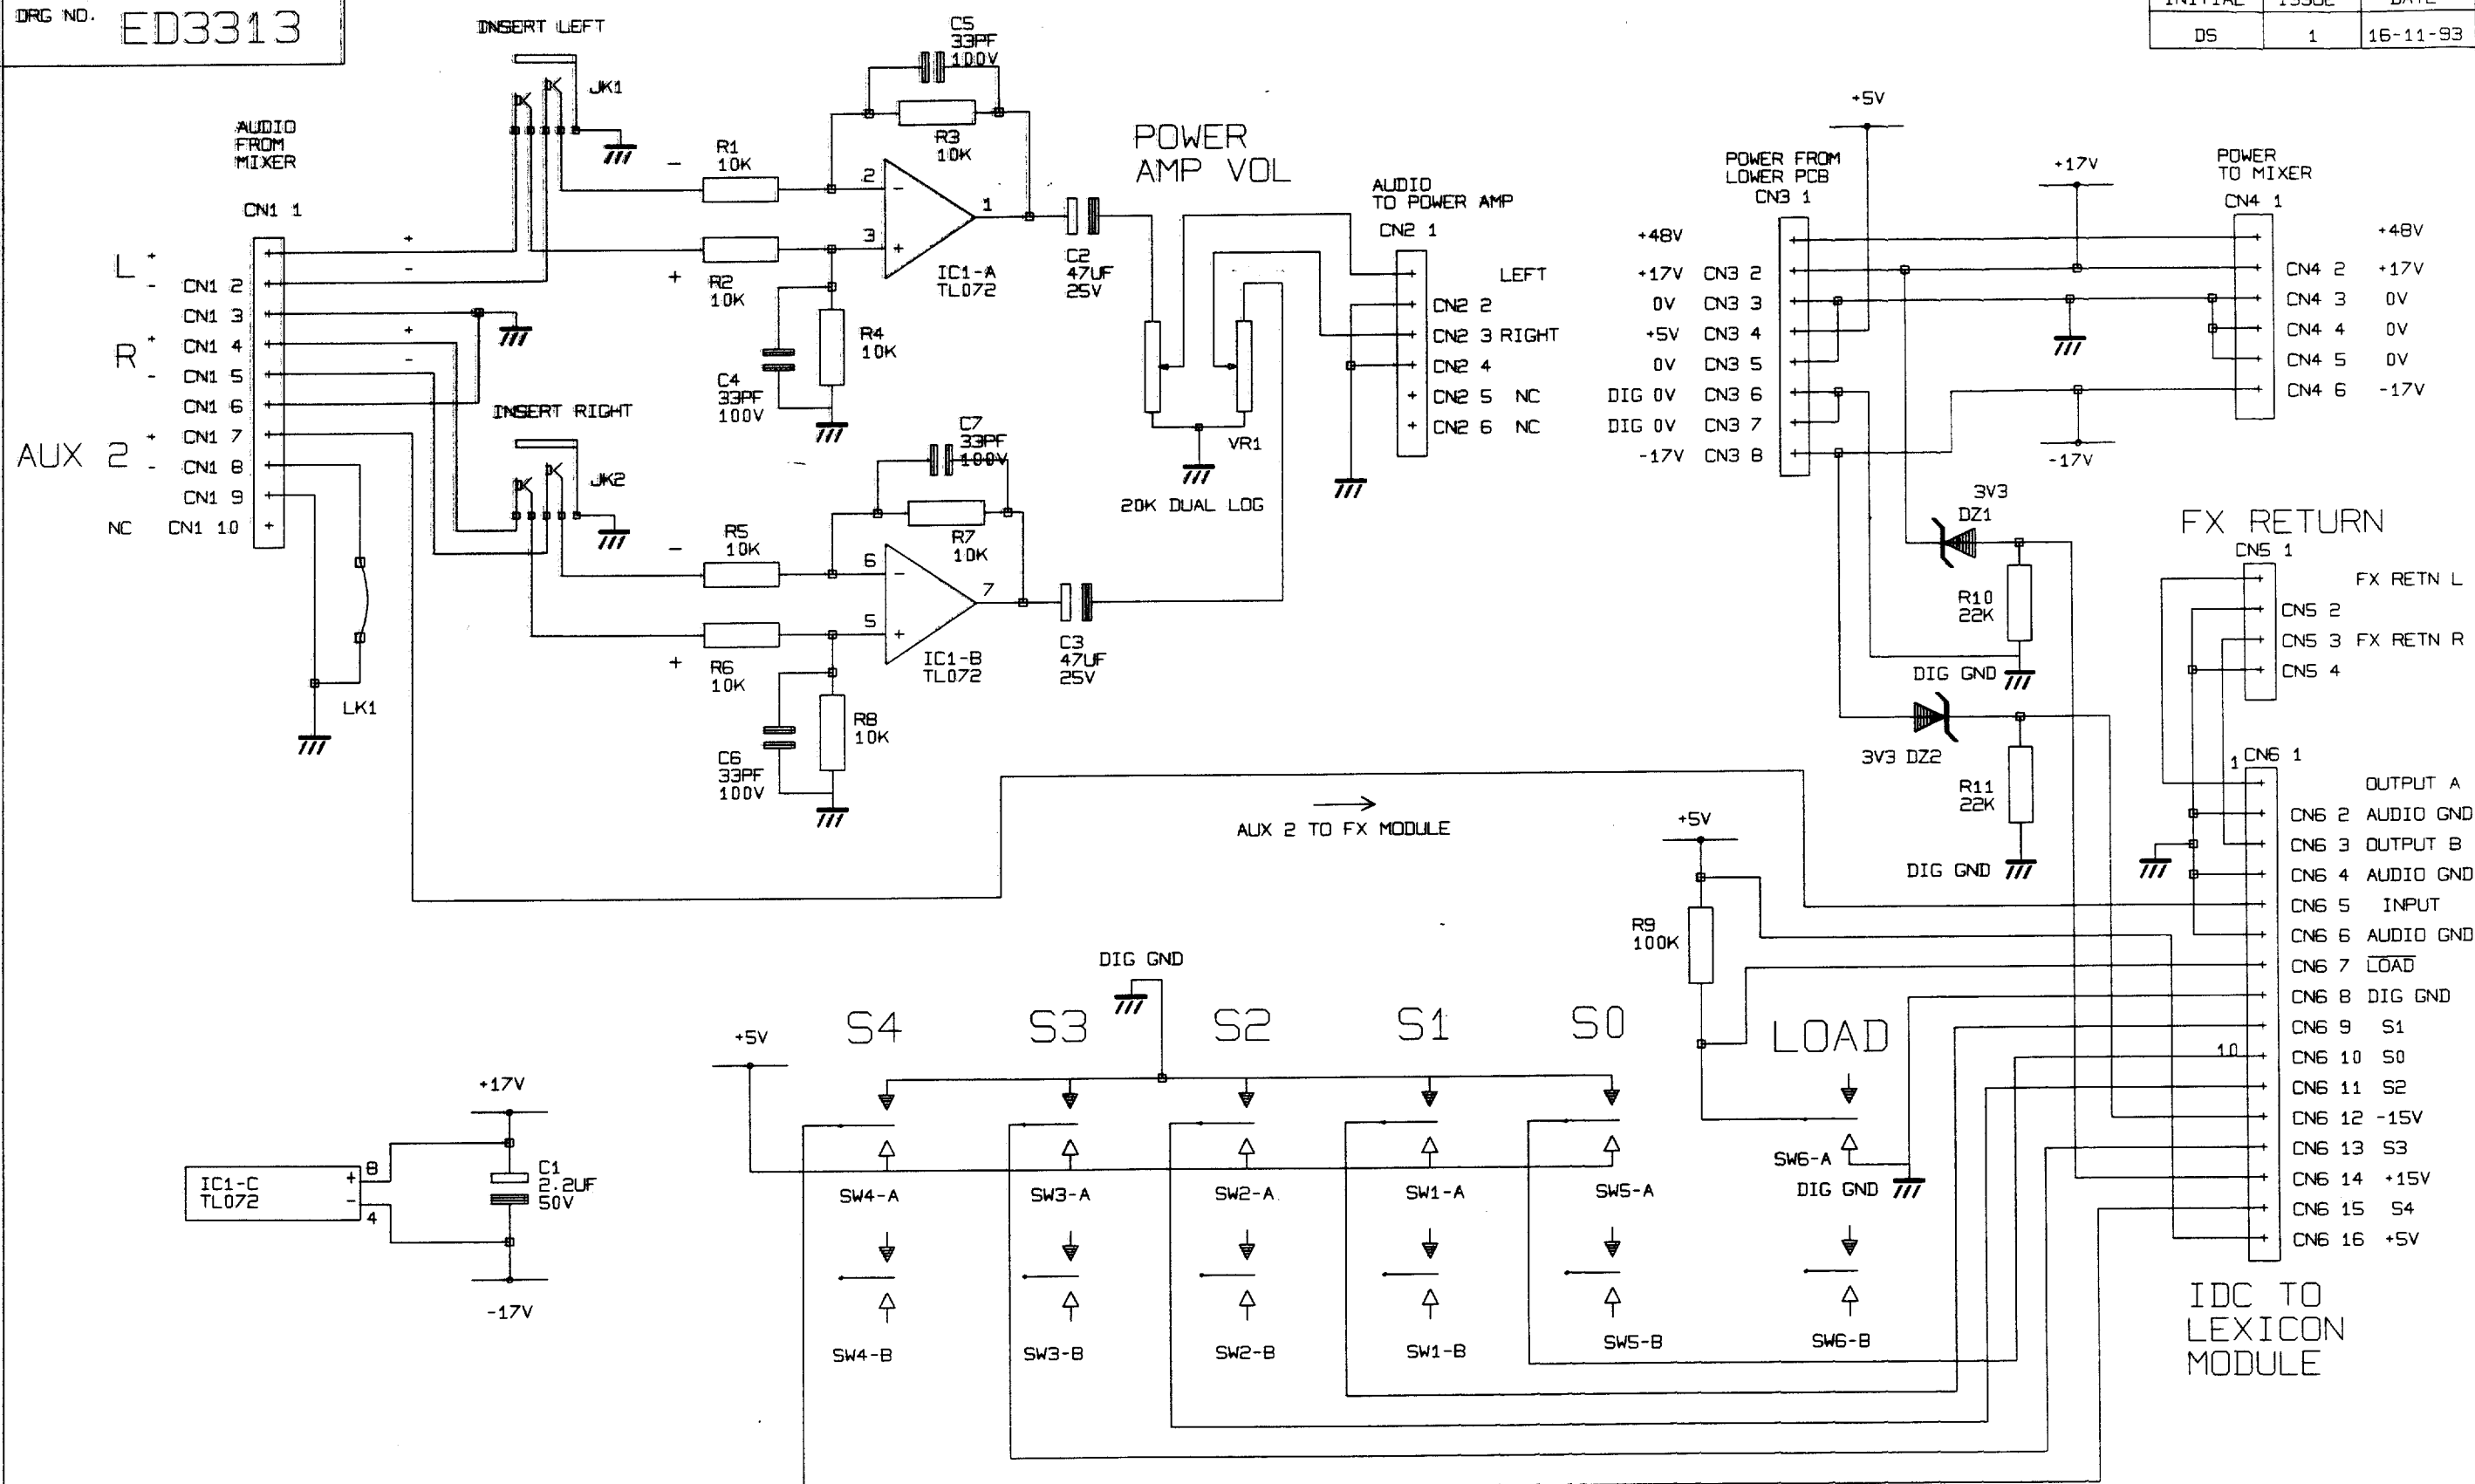 DRG NO. ED3313
INITIAL ISSUE DATE
DS 1 16-11-93
INSERT LEFT
JK1
AUDIO
FROM
MIXER
CN1 1
L + -
CN1 2
CN1 3
R + -
CN1 4
CN1 5
CN1 6
AUX 2 + -
CN1 7
CN1 8
CN1 9
NC CN1 10
+
-
+
-
LK1
INSERT RIGHT
JK2
-
R1
10K
+
R2
10K
C5
33PF
100V
R3
10K
2 -
3 +
1
IC1-A
TL072
C4
33PF
100V
R4
10K
C2
47UF
25V
-
R5
10K
+
R6
10K
C7
33PF
100V
R7
10K
6 -
5 +
7
IC1-B
TL072
C6
33PF
100V
R8
10K
C3
47UF
25V
POWER
AMP VOL
VR1
20K DUAL LOG
AUDIO
TO POWER AMP
CN2 1
LEFT
CN2 2
CN2 3 RIGHT
CN2 4
CN2 5 NC
CN2 6 NC
+5V
POWER FROM
LOWER PCB
CN3 1
+48V
+17V CN3 2
0V CN3 3
+5V CN3 4
0V CN3 5
DIG 0V CN3 6
DIG 0V CN3 7
-17V CN3 8
+17V
-17V
POWER
TO MIXER
CN4 1
+48V
CN4 2 +17V
CN4 3 0V
CN4 4 0V
CN4 5 0V
CN4 6 -17V
3V3
DZ1
R10
22K
DIG GND
3V3 DZ2
R11
22K
DIG GND
FX RETURN
CN5 1
FX RETN L
CN5 2
CN5 3 FX RETN R
CN5 4
AUX 2 TO FX MODULE
1 CN6 1
OUTPUT A
CN6 2 AUDIO GND
CN6 3 OUTPUT B
CN6 4 AUDIO GND
CN6 5 INPUT
CN6 6 AUDIO GND
CN6 7 LOAD
CN6 8 DIG GND
CN6 9 S1
10 CN6 10 S0
CN6 11 S2
CN6 12 -15V
CN6 13 S3
CN6 14 +15V
CN6 15 S4
CN6 16 +5V
IDC TO
LEXICON
MODULE
+5V
R9
100K
DIG GND
+5V
S4 S3 S2 S1 S0 LOAD
SW4-A SW3-A SW2-A SW1-A SW5-A SW6-A
DIG GND
SW4-B SW3-B SW2-B SW1-B SW5-B SW6-B
+17V
IC1-C
TL072
+ 8
- 4
C1
2.2UF
50V
-17V